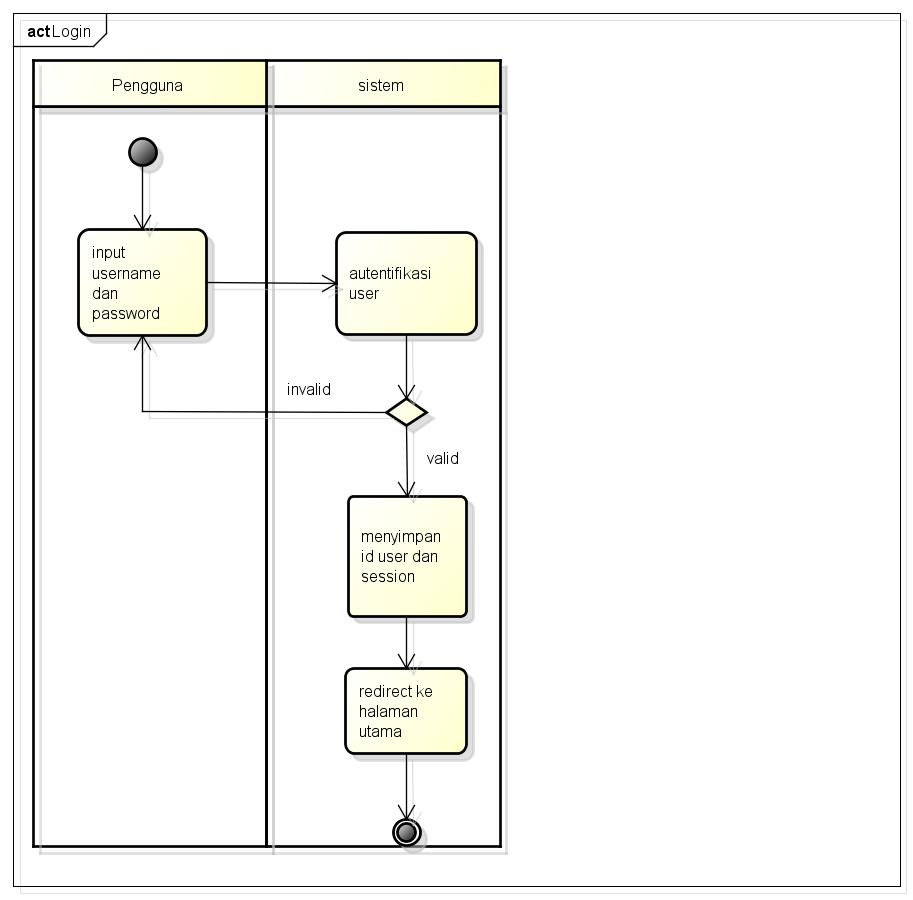 act Login
Pengguna
sistem
input
username
dan
password
autentifikasi
user
invalid
valid
menyimpan
id user dan
session
redirect ke
halaman
utama